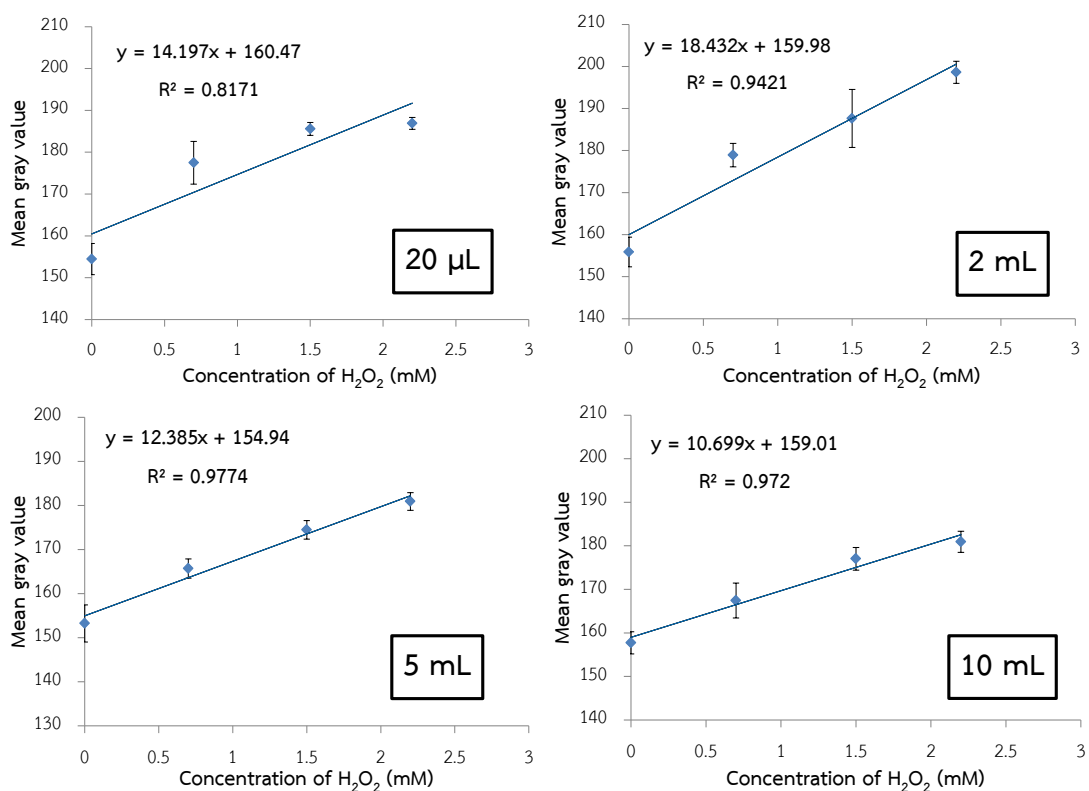 y = 14.197x + 160.47
R² = 0.8171
Mean gray value
210
200
190
180
170
160
150
140
20 µL
0 0.5 1 1.5 2 2.5 3
Concentration of H₂O₂ (mM)
y = 18.432x + 159.98
R² = 0.9421
Mean gray value
210
200
190
180
170
160
150
140
2 mL
0 0.5 1 1.5 2 2.5 3
Concentration of H₂O₂ (mM)
y = 12.385x + 154.94
R² = 0.9774
Mean gray value
200
190
180
170
160
150
140
130
5 mL
0 0.5 1 1.5 2 2.5 3
Concentration of H₂O₂ (mM)
y = 10.699x + 159.01
R² = 0.972
Mean gray value
210
200
190
180
170
160
150
140
10 mL
0 0.5 1 1.5 2 2.5 3
Concentration of H₂O₂ (mM)